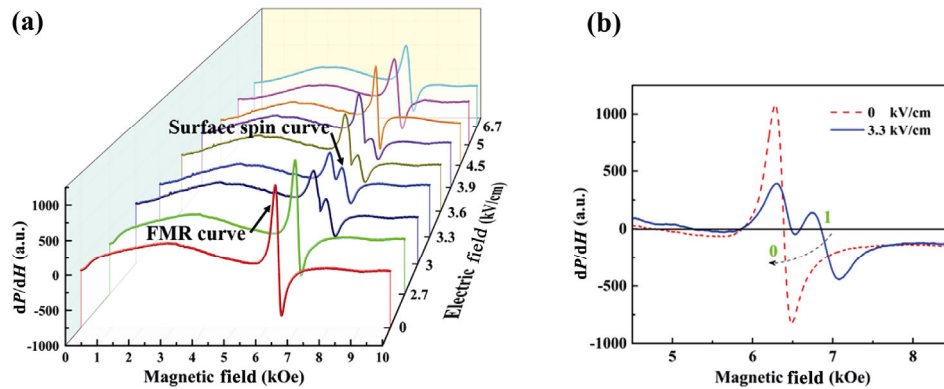 (a)
Surface spin curve
FMR curve
1000
500
0
-500
-1000
dP/dH (a.u.)
0 1 2 3 4 5 6 7 8 9 10
Magnetic field (kOe)
0
2.7
3
3.3
3.6
3.9
4.5
5
6.7
Electric field (kV/cm)
(b)
0 kV/cm
3.3 kV/cm
1
0
1000
500
0
-500
-1000
dP/dH (a.u.)
5 6 7 8
Magnetic field (kOe)